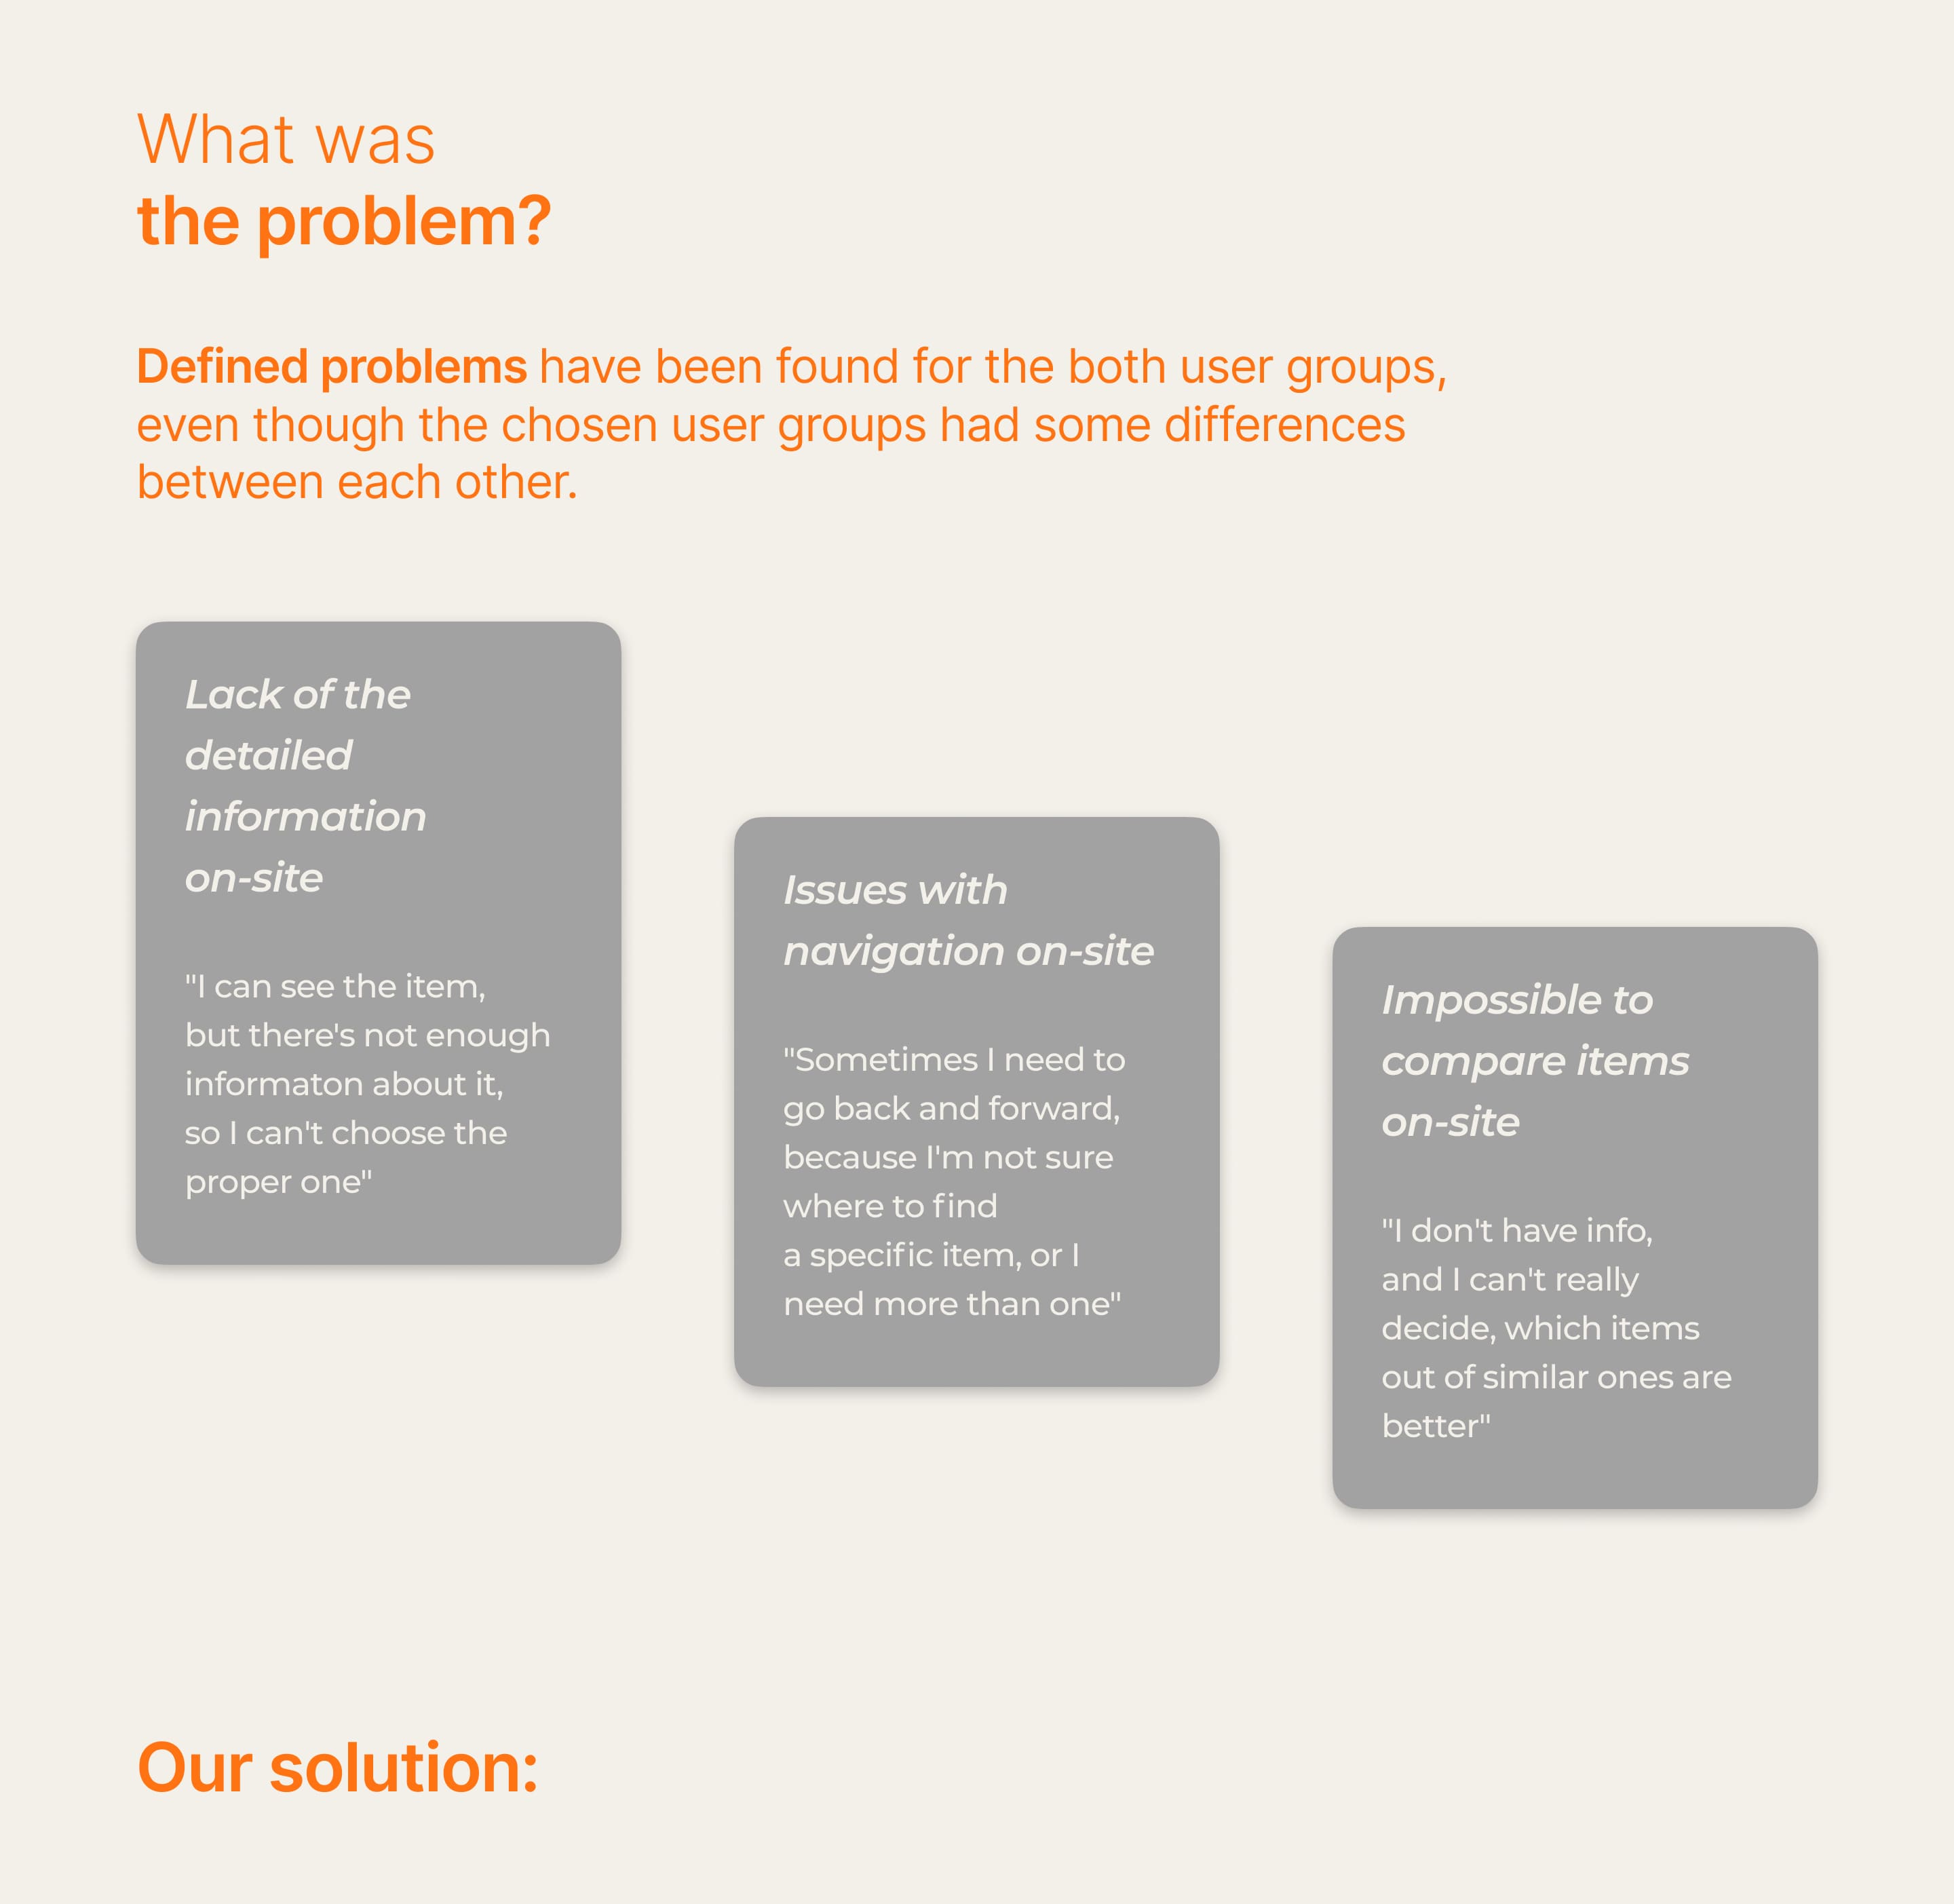 What was
the problem?
Defined problems have been found for the both user groups,
even though the chosen user groups had some differences
between each other.
Lack of the
detailed
information
on-site
"I can see the item,
but there's not enough
informaton about it,
so I can't choose the
proper one"
Issues with
navigation on-site
"Sometimes I need to
go back and forward,
because I'm not sure
where to find
a specific item, or I
need more than one"
Impossible to
compare items
on-site
"I don't have info,
and I can't really
decide, which items
out of similar ones are
better"
Our solution: